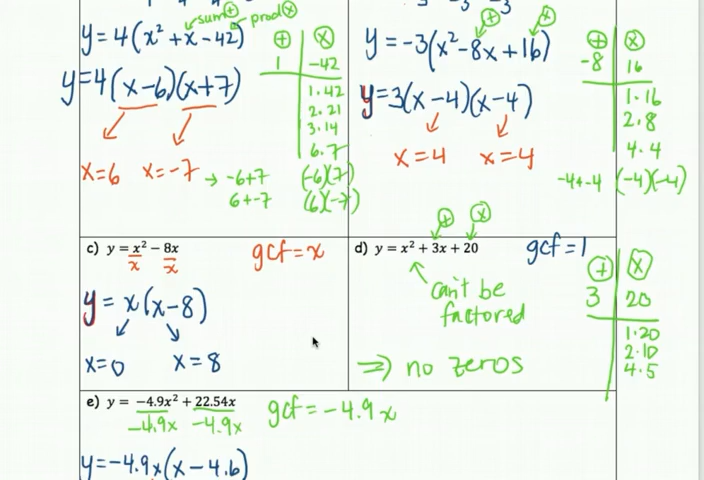 sum⊕ prod⊗
y = 4(x² + x − 42)
⊕ ⊗
1 −42
y = 4(x−6)(x+7)
1·42
2·21
3·14
6·7
x=6 x=−7 → −6+7 (−6)(7)
6+−7 (6)(−7)
⊕ ⊗
y = −3(x²−8x+16)
⊕ ⊗
−8 16
y=3(x−4)(x−4)
1·16
2·8
4·4
x=4 x=4
−4+−4 (−4)(−4)
c) y = x² − 8x gcf = x
x x
y = x(x−8)
x=0 x=8
⊕ ⊗
d) y = x² + 3x + 20 gcf=1
⊕ ⊗
3 20
can't be
factored
1·20
2·10
4·5
⇒ no zeros
e) y = −4.9x² + 22.54x gcf = −4.9x
−4.9x −4.9x
y=−4.9x(x−4.6)